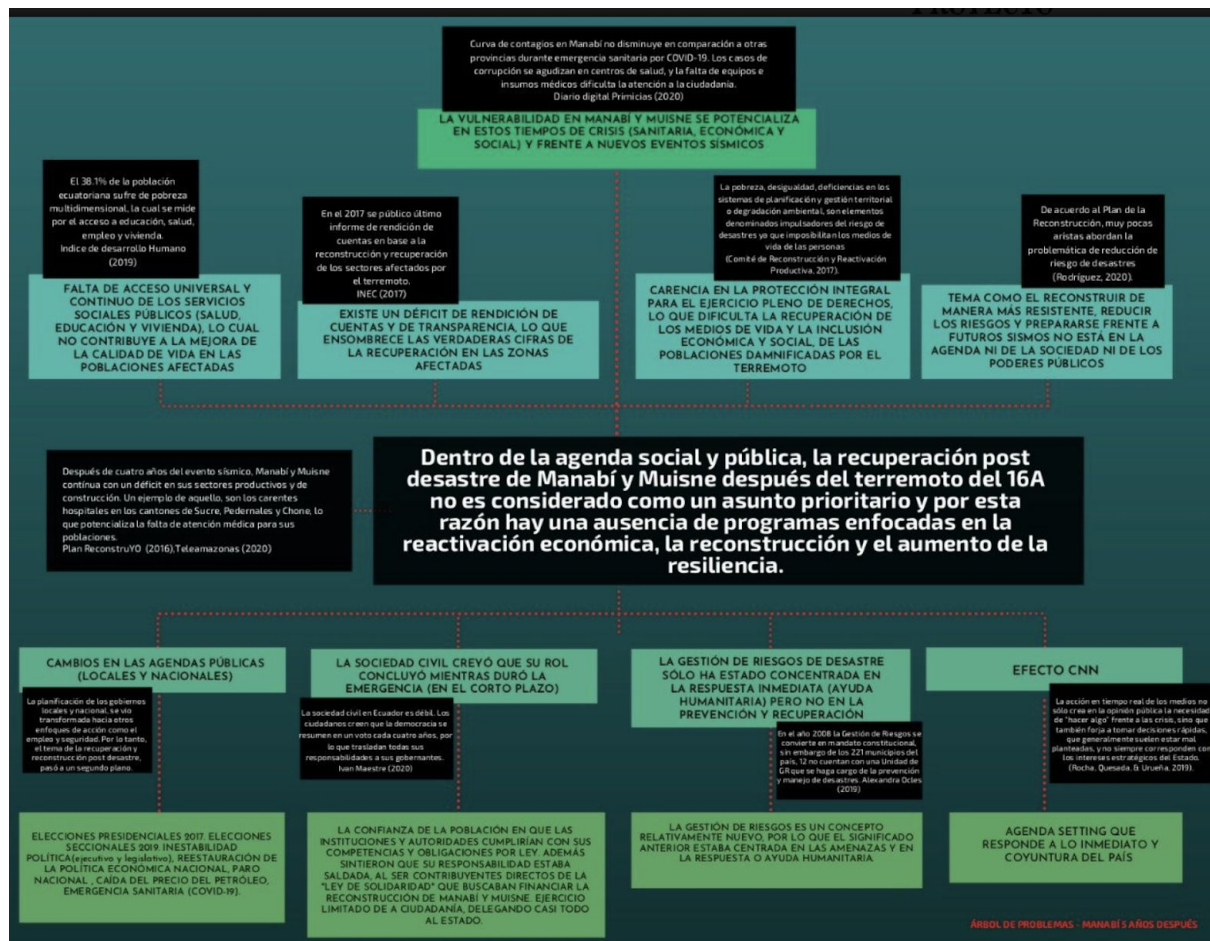 Curva de contagios en Manabí no disminuye en comparación a otras
provincias durante emergencia sanitaria por COVID-19. Los casos de
corrupción se agudizan en centros de salud, y la falta de equipos e
insumos médicos dificulta la atención a la ciudadanía.
Diario digital Primicias (2020)
LA VULNERABILIDAD EN MANABÍ Y MUISNE SE POTENCIALIZA
EN ESTOS TIEMPOS DE CRISIS (SANITARIA, ECONÓMICA Y
SOCIAL) Y FRENTE A NUEVOS EVENTOS SÍSMICOS
El 38.1% de la población
ecuatoriana sufre de pobreza
multidimensional, la cual se mide
por el acceso a educación, salud,
empleo y vivienda.
Indice de desarrollo Humano
(2019)
FALTA DE ACCESO UNIVERSAL Y
CONTINUO DE LOS SERVICIOS
SOCIALES PÚBLICOS (SALUD,
EDUCACIÓN Y VIVIENDA), LO CUAL
NO CONTRIBUYE A LA MEJORA DE
LA CALIDAD DE VIDA EN LAS
POBLACIONES AFECTADAS
En el 2017 se público último
informe de rendición de
cuentas en base a la
reconstrucción y recuperación
de los sectores afectados por
el terremoto.
INEC (2017)
EXISTE UN DÉFICIT DE RENDICIÓN DE
CUENTAS Y DE TRANSPARENCIA, LO QUE
ENSOMBRECE LAS VERDADERAS CIFRAS DE
LA RECUPERACIÓN EN LAS ZONAS
AFECTADAS
La pobreza, desigualdad, deficiencias en los
sistemas de planificación y gestión territorial
o degradación ambiental, son elementos
denominados impulsadores del riesgo de
desastres ya que imposibilitan los medios de
vida de las personas
(Comité de Reconstrucción y Reactivación
Productiva, 2017).
CARENCIA EN LA PROTECCIÓN INTEGRAL
PARA EL EJERCICIO PLENO DE DERECHOS,
LO QUE DIFICULTA LA RECUPERACIÓN DE
LOS MEDIOS DE VIDA Y LA INCLUSIÓN
ECONÓMICA Y SOCIAL, DE LAS
POBLACIONES DAMNIFICADAS POR EL
TERREMOTO
De acuerdo al Plan de la
Reconstrucción, muy pocas
aristas abordan la
problemática de reducción de
riesgo de desastres
(Rodríguez, 2020).
TEMA COMO EL RECONSTRUIR DE
MANERA MÁS RESISTENTE, REDUCIR
LOS RIESGOS Y PREPARARSE FRENTE A
FUTUROS SISMOS NO ESTÁ EN LA
AGENDA NI DE LA SOCIEDAD NI DE LOS
PODERES PÚBLICOS
Después de cuatro años del evento sísmico, Manabí y Muisne
continúa con un déficit en sus sectores productivos y de
construcción. Un ejemplo de aquello, son los carentes
hospitales en los cantones de Sucre, Pedernales y Chone, lo
que potencializa la falta de atención médica para sus
poblaciones.
Plan ReconstruYO (2016),Teleamazonas (2020)
Dentro de la agenda social y pública, la recuperación post
desastre de Manabí y Muisne después del terremoto del 16A
no es considerado como un asunto prioritario y por esta
razón hay una ausencia de programas enfocadas en la
reactivación económica, la reconstrucción y el aumento de la
resiliencia.
CAMBIOS EN LAS AGENDAS PÚBLICAS
(LOCALES Y NACIONALES)
La planificación de los gobiernos
locales y nacional, se vio
transformada hacia otros
enfoques de acción como el
empleo y seguridad. Por lo tanto,
el tema de la recuperación y
reconstrucción post desastre,
pasó a un segundo plano.
ELECCIONES PRESIDENCIALES 2017. ELECCIONES
SECCIONALES 2019. INESTABILIDAD
POLÍTICA(ejecutivo y legislativo), REESTAURACIÓN DE
LA POLÍTICA ECONÓMICA NACIONAL, PARO
NACIONAL , CAÍDA DEL PRECIO DEL PETRÓLEO,
EMERGENCIA SANITARIA (COVID-19).
LA SOCIEDAD CIVIL CREYÓ QUE SU ROL
CONCLUYÓ MIENTRAS DURÓ LA
EMERGENCIA (EN EL CORTO PLAZO)
La sociedad civil en Ecuador es débil. Los
ciudadanos creen que la democracia se
resumen en un voto cada cuatro años, por
lo que trasladan todas sus
responsabilidades a sus gobernantes.
Ivan Maestre (2020)
LA CONFIANZA DE LA POBLACIÓN EN QUE LAS
INSTITUCIONES Y AUTORIDADES CUMPLIRÍAN CON SUS
COMPETENCIAS Y OBLIGACIONES POR LEY. ADEMÁS
SINTIERON QUE SU RESPONSABILIDAD ESTABA
SALDADA, AL SER CONTRIBUYENTES DIRECTOS DE LA
"LEY DE SOLIDARIDAD" QUE BUSCABAN FINANCIAR LA
RECONSTRUCCIÓN DE MANABÍ Y MUISNE. EJERCICIO
LIMITADO DE A CIUDADANÍA, DELEGANDO CASI TODO
AL ESTADO.
LA GESTIÓN DE RIESGOS DE DESASTRE
SÓLO HA ESTADO CONCENTRADA EN
LA RESPUESTA INMEDIATA (AYUDA
HUMANITARIA) PERO NO EN LA
PREVENCIÓN Y RECUPERACIÓN
En el año 2008 la Gestión de Riesgos se
convierte en mandato constitucional,
sin embargo de los 221 municipios del
país, 12 no cuentan con una Unidad de
GR que se haga cargo de la prevención
y manejo de desastres. Alexandra Ocles
(2019)
LA GESTIÓN DE RIESGOS ES UN CONCEPTO
RELATIVAMENTE NUEVO, POR LO QUE EL SIGNIFICADO
ANTERIOR ESTABA CENTRADA EN LAS AMENAZAS Y EN
LA RESPUESTA O AYUDA HUMANITARIA.
EFECTO CNN
La acción en tiempo real de los medios no
sólo crea en la opinión pública la necesidad
de "hacer algo" frente a las crisis, sino que
también forja a tomar decisiones rápidas,
que generalmente suelen estar mal
planteadas, y no siempre corresponden con
los intereses estratégicos del Estado.
(Rocha, Quesada, & Urueña, 2019).
AGENDA SETTING QUE
RESPONDE A LO INMEDIATO Y
COYUNTURA DEL PAÍS
ÁRBOL DE PROBLEMAS - MANABÍ 5 AÑOS DESPUÉS